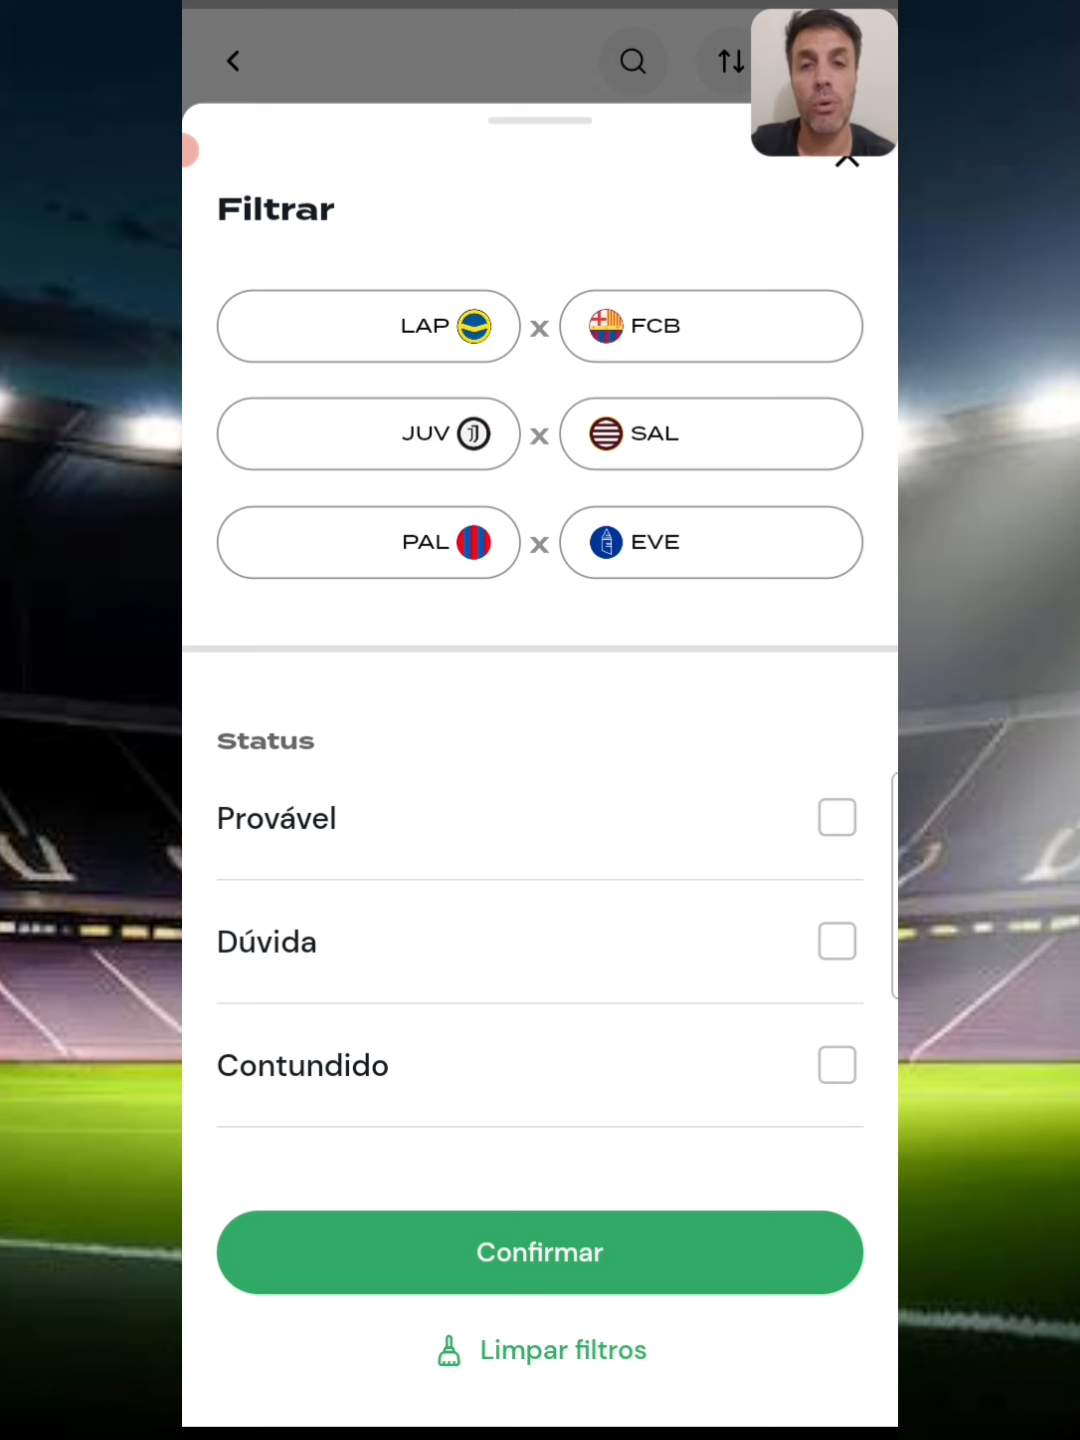 Filtrar
LAP x FCB
JUV x SAL
PAL x EVE
Status
Provável
Dúvida
Contundido
Confirmar
Limpar filtros